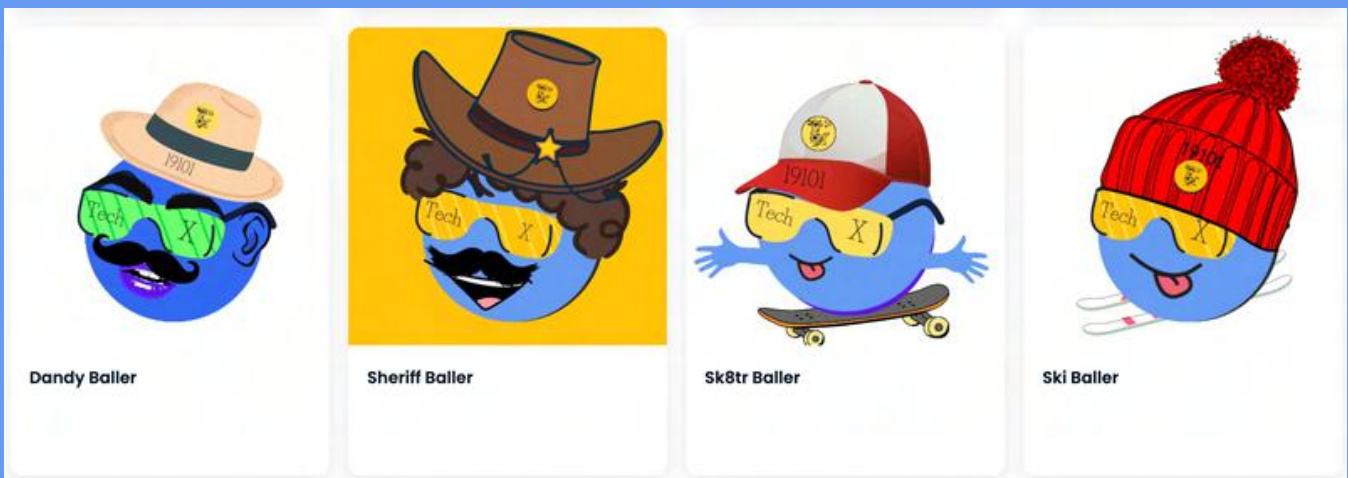 19101
Tech X
Dandy Baller
Tech X
Sheriff Baller
19101
Tech X
Sk8tr Baller
19101
Tech X
Ski Baller